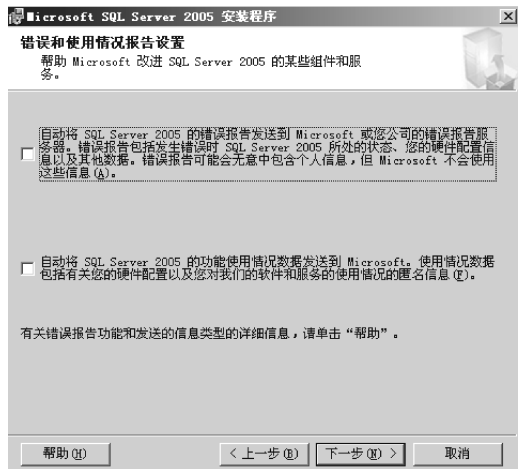 Microsoft SQL Server 2005 安装程序
错误和使用情况报告设置
帮助 Microsoft 改进 SQL Server 2005 的某些组件和服
务。
自动将 SQL Server 2005 的错误报告发送到 Microsoft 或您公司的错误报告服
务器。错误报告包括发生错误时 SQL Server 2005 所处的状态、您的硬件配置信
息以及其他数据。错误报告可能会无意中包含个人信息，但 Microsoft 不会使用
这些信息(A)。
自动将 SQL Server 2005 的功能使用情况数据发送到 Microsoft。使用情况数据
包括有关您的硬件配置以及您对我们的软件和服务的使用情况的匿名信息(F)。
有关错误报告功能和发送的信息类型的详细信息，请单击“帮助”。
帮助(H)
< 上一步(B)
下一步(N) >
取消